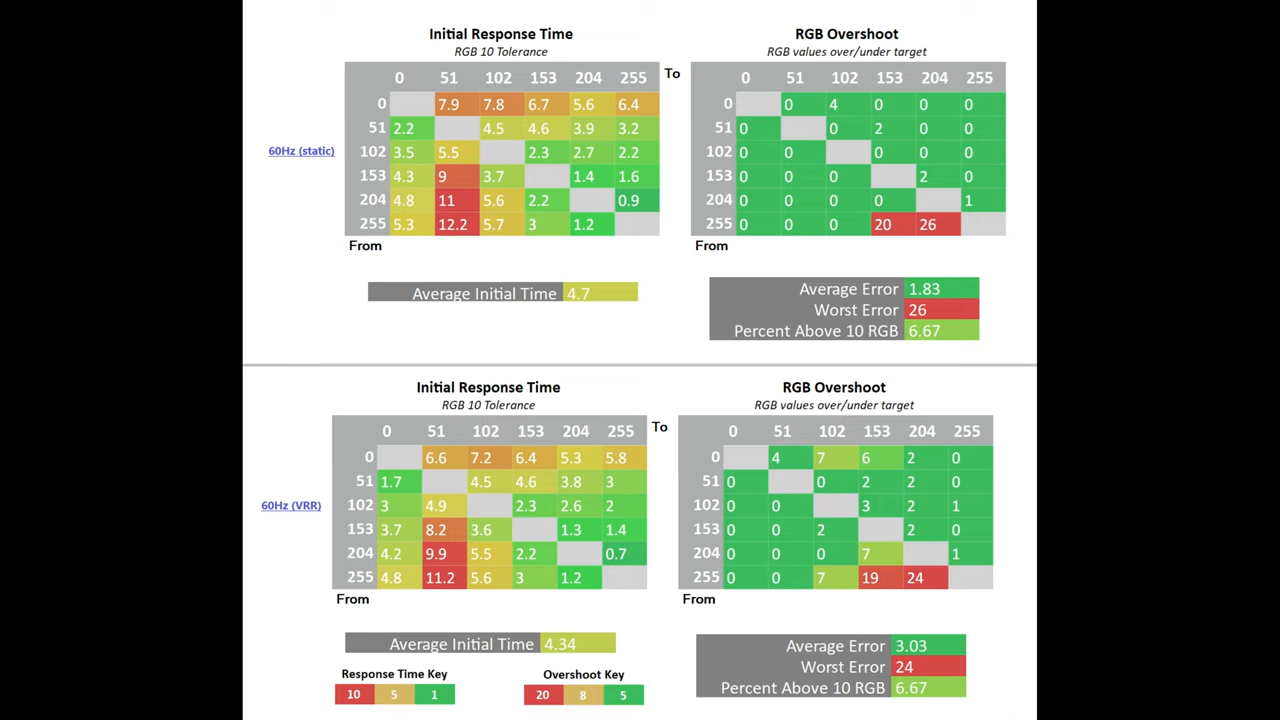 Initial Response Time
RGB 10 Tolerance
0 51 102 153 204 255
0 7.9 7.8 6.7 5.6 6.4
51 2.2 4.5 4.6 3.9 3.2
102 3.5 5.5 2.3 2.7 2.2
153 4.3 9 3.7 1.4 1.6
204 4.8 11 5.6 2.2 0.9
255 5.3 12.2 5.7 3 1.2
To
From
60Hz (static)
Average Initial Time 4.7
RGB Overshoot
RGB values over/under target
0 51 102 153 204 255
0 0 4 0 0 0
51 0 0 2 0 0
102 0 0 0 0 0
153 0 0 0 2 0
204 0 0 0 0 1
255 0 0 0 20 26
From
Average Error 1.83
Worst Error 26
Percent Above 10 RGB 6.67
Initial Response Time
RGB 10 Tolerance
0 51 102 153 204 255
0 6.6 7.2 6.4 5.3 5.8
51 1.7 4.5 4.6 3.8 3
102 3 4.9 2.3 2.6 2
153 3.7 8.2 3.6 1.3 1.4
204 4.2 9.9 5.5 2.2 0.7
255 4.8 11.2 5.6 3 1.2
To
From
60Hz (VRR)
Average Initial Time 4.34
Response Time Key
10 5 1
RGB Overshoot
RGB values over/under target
0 51 102 153 204 255
0 4 7 6 2 0
51 0 0 2 2 0
102 0 0 3 2 1
153 0 0 2 2 0
204 0 0 0 7 1
255 0 0 7 19 24
From
Overshoot Key
20 8 5
Average Error 3.03
Worst Error 24
Percent Above 10 RGB 6.67